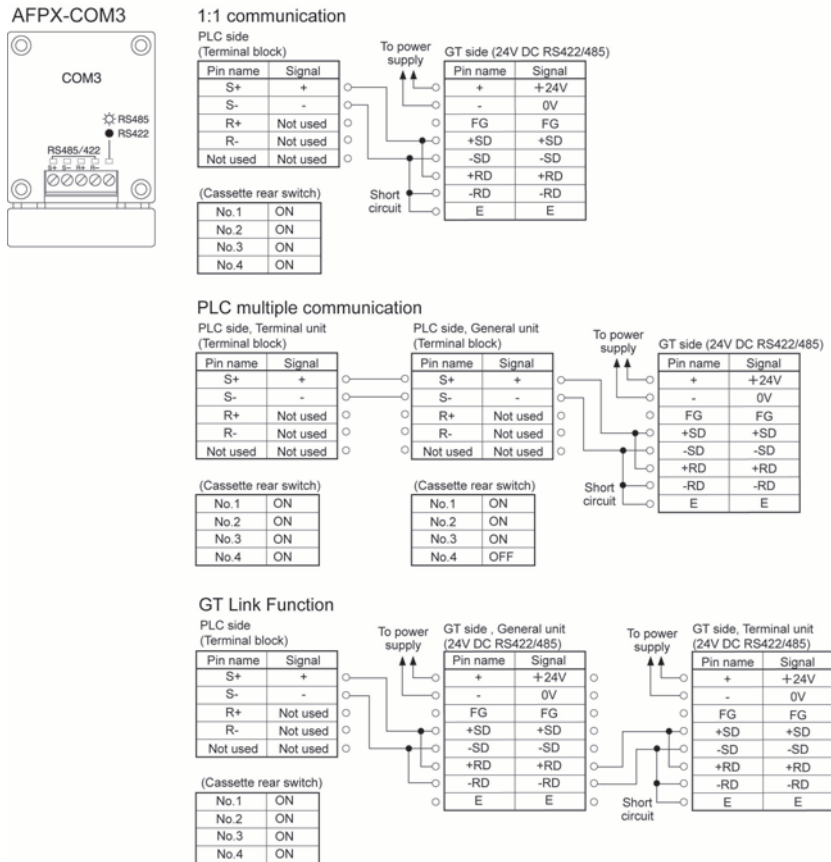 AFPX-COM3
COM3
RS485
RS422
RS485/422
S+ S- R+ R-
1:1 communication
PLC side
(Terminal block)
Pin name Signal
S+ +
S- -
R+ Not used
R- Not used
Not used Not used
(Cassette rear switch)
No.1 ON
No.2 ON
No.3 ON
No.4 ON
To power
supply
Short
circuit
GT side (24V DC RS422/485)
Pin name Signal
+ +24V
- 0V
FG FG
+SD +SD
-SD -SD
+RD +RD
-RD -RD
E E
PLC multiple communication
PLC side, Terminal unit
(Terminal block)
Pin name Signal
S+ +
S- -
R+ Not used
R- Not used
Not used Not used
(Cassette rear switch)
No.1 ON
No.2 ON
No.3 ON
No.4 ON
PLC side, General unit
(Terminal block)
Pin name Signal
S+ +
S- -
R+ Not used
R- Not used
Not used Not used
(Cassette rear switch)
No.1 ON
No.2 ON
No.3 ON
No.4 OFF
To power
supply
Short
circuit
GT side (24V DC RS422/485)
Pin name Signal
+ +24V
- 0V
FG FG
+SD +SD
-SD -SD
+RD +RD
-RD -RD
E E
GT Link Function
PLC side
(Terminal block)
Pin name Signal
S+ +
S- -
R+ Not used
R- Not used
Not used Not used
(Cassette rear switch)
No.1 ON
No.2 ON
No.3 ON
No.4 ON
To power
supply
GT side , General unit
(24V DC RS422/485)
Pin name Signal
+ +24V
- 0V
FG FG
+SD +SD
-SD -SD
+RD +RD
-RD -RD
E E
To power
supply
Short
circuit
GT side, Terminal unit
(24V DC RS422/485)
Pin name Signal
+ +24V
- 0V
FG FG
+SD +SD
-SD -SD
+RD +RD
-RD -RD
E E